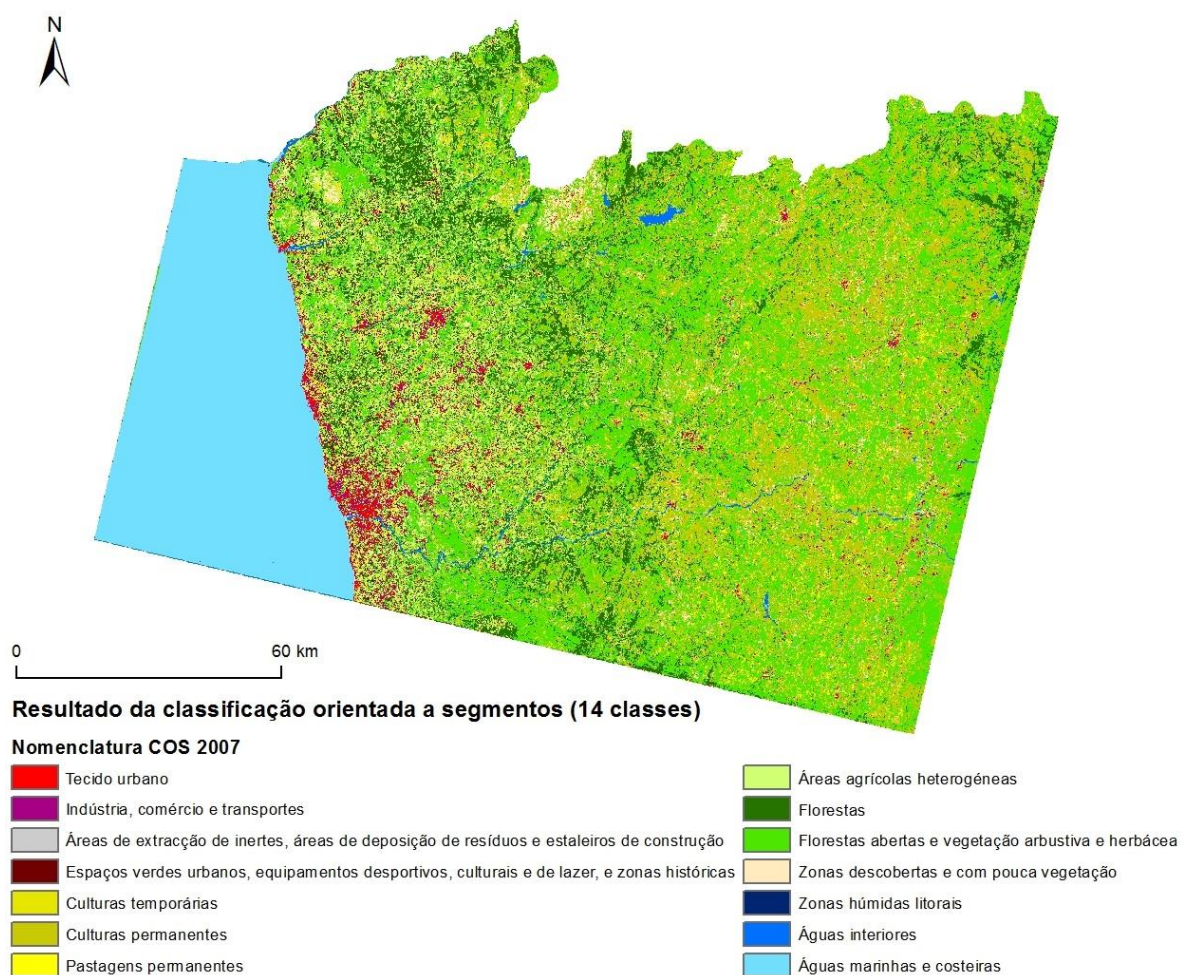 N
0 60 km
Resultado da classificação orientada a segmentos (14 classes)
Nomenclatura COS 2007
Tecido urbano
Indústria, comércio e transportes
Áreas de extracção de inertes, áreas de deposição de resíduos e estaleiros de construção
Espaços verdes urbanos, equipamentos desportivos, culturais e de lazer, e zonas históricas
Culturas temporárias
Culturas permanentes
Pastagens permanentes
Áreas agrícolas heterogéneas
Florestas
Florestas abertas e vegetação arbustiva e herbácea
Zonas descobertas e com pouca vegetação
Zonas húmidas litorais
Águas interiores
Águas marinhas e costeiras